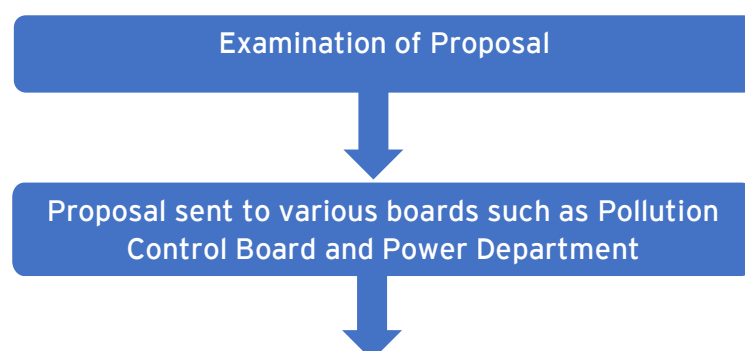 Examination of Proposal
Proposal sent to various boards such as Pollution
Control Board and Power Department